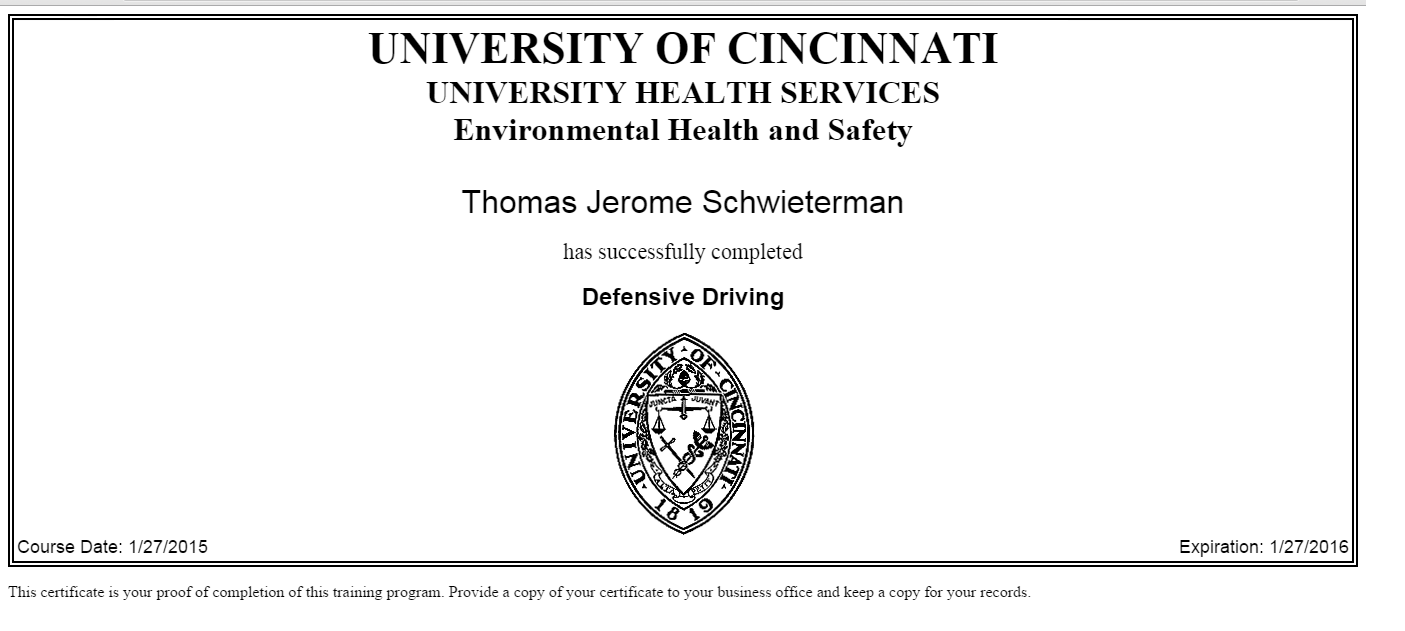 UNIVERSITY OF CINCINNATI
UNIVERSITY HEALTH SERVICES
Environmental Health and Safety
Thomas Jerome Schwieterman
has successfully completed
Defensive Driving
UNIVERSITY · OF · CINCINNATI
JUNCTA JUVANT
1819
Course Date: 1/27/2015
Expiration: 1/27/2016
This certificate is your proof of completion of this training program. Provide a copy of your certificate to your business office and keep a copy for your records.